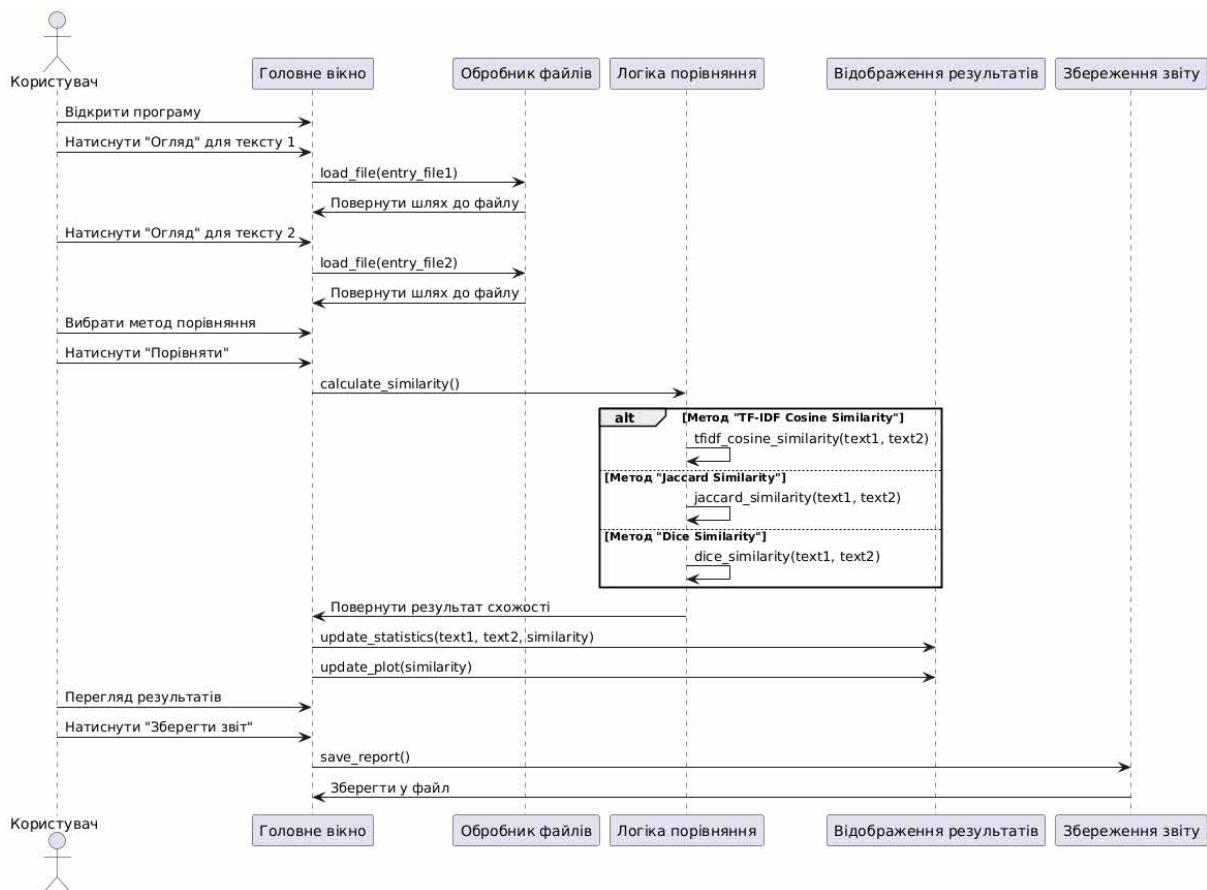 Користувач
Головне вікно
Обробник файлів
Логіка порівняння
Відображення результатів
Збереження звіту
Відкрити програму
Натиснути "Огляд" для тексту 1
load_file(entry_file1)
Повернути шлях до файлу
Натиснути "Огляд" для тексту 2
load_file(entry_file2)
Повернути шлях до файлу
Вибрати метод порівняння
Натиснути "Порівняти"
calculate_similarity()
alt
[Метод "TF-IDF Cosine Similarity"]
tfidf_cosine_similarity(text1, text2)
[Метод "Jaccard Similarity"]
jaccard_similarity(text1, text2)
[Метод "Dice Similarity"]
dice_similarity(text1, text2)
Повернути результат схожості
update_statistics(text1, text2, similarity)
update_plot(similarity)
Перегляд результатів
Натиснути "Зберегти звіт"
save_report()
Зберегти у файл
Користувач
Головне вікно
Обробник файлів
Логіка порівняння
Відображення результатів
Збереження звіту